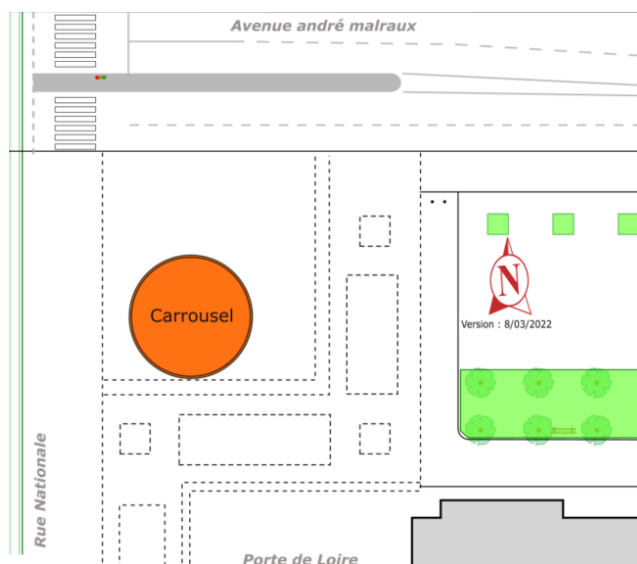 Avenue andré malraux
Carrousel
N
Version : 8/03/2022
Rue Nationale
Porte de Loire